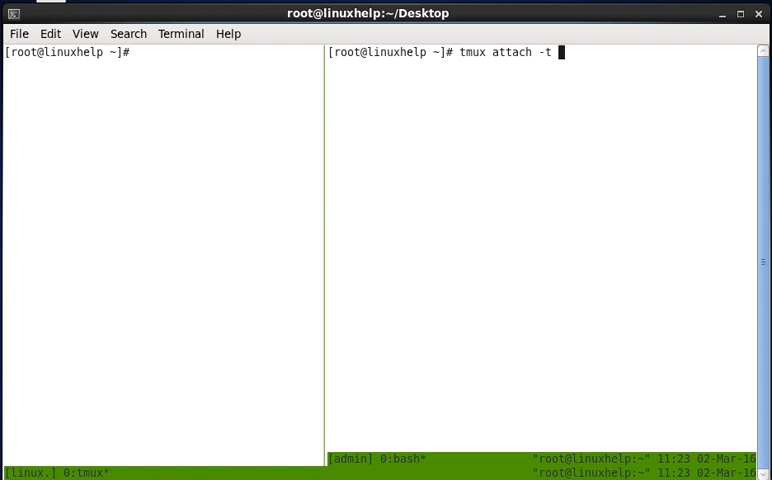 root@linuxhelp:~/Desktop
File Edit View Search Terminal Help
[root@linuxhelp ~]#
[root@linuxhelp ~]# tmux attach -t
[admin] 0:bash* "root@linuxhelp:~" 11:23 02-Mar-16
[linux.] 0:tmux* "root@linuxhelp:~" 11:23 02-Mar-16